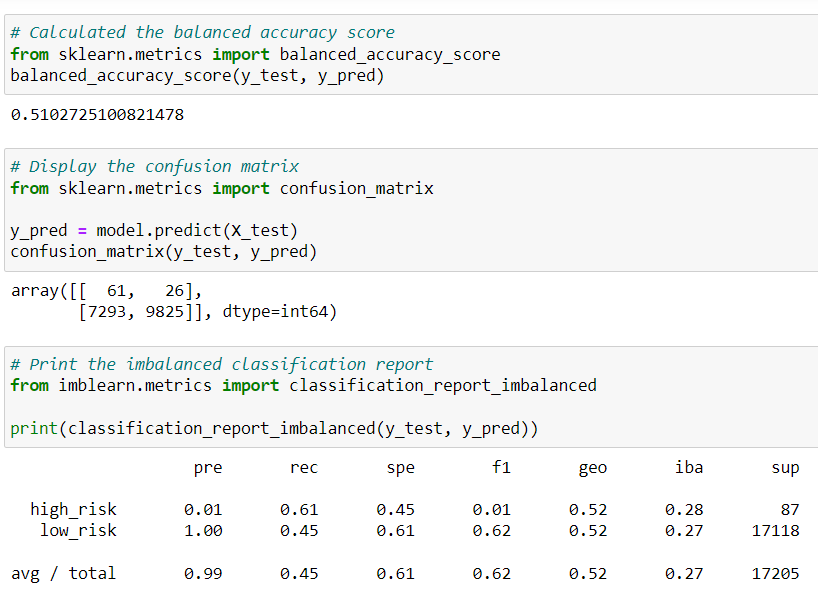 # Calculated the balanced accuracy score
from sklearn.metrics import balanced_accuracy_score
balanced_accuracy_score(y_test, y_pred)
0.5102725100821478
# Display the confusion matrix
from sklearn.metrics import confusion_matrix
y_pred = model.predict(X_test)
confusion_matrix(y_test, y_pred)
array([[  61,   26],
       [7293, 9825]], dtype=int64)
# Print the imbalanced classification report
from imblearn.metrics import classification_report_imbalanced
print(classification_report_imbalanced(y_test, y_pred))
pre rec spe f1 geo iba sup
high_risk 0.01 0.61 0.45 0.01 0.52 0.28 87
low_risk 1.00 0.45 0.61 0.62 0.52 0.27 17118
avg / total 0.99 0.45 0.61 0.62 0.52 0.27 17205